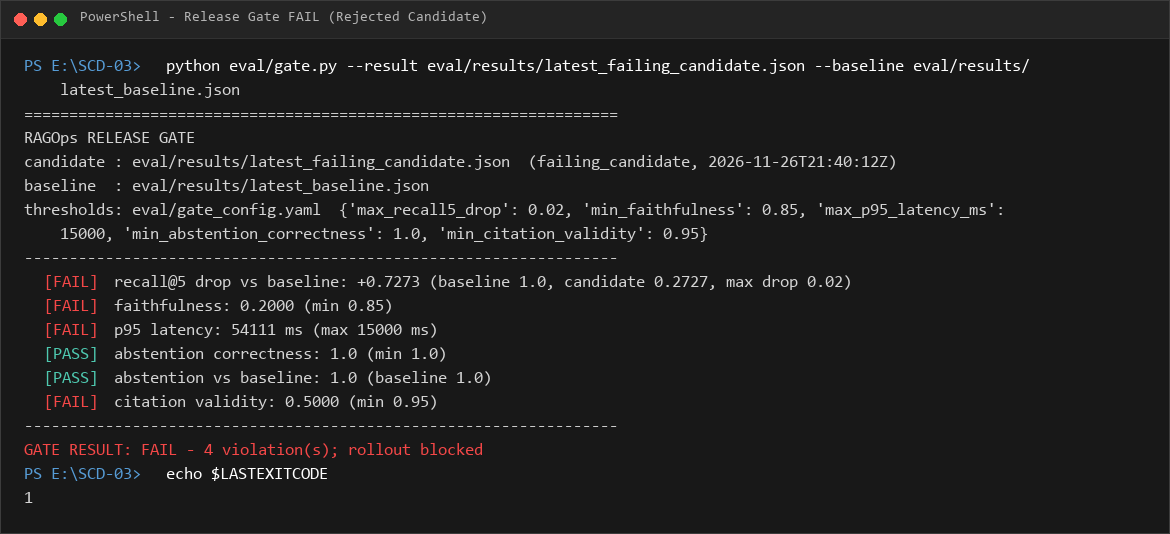 PowerShell - Release Gate FAIL (Rejected Candidate)
PS E:\SCD-03> python eval/gate.py --result eval/results/latest_failing_candidate.json --baseline eval/results/
latest_baseline.json
==================================================================
RAGOps RELEASE GATE
candidate : eval/results/latest_failing_candidate.json (failing_candidate, 2026-11-26T21:40:12Z)
baseline : eval/results/latest_baseline.json
thresholds: eval/gate_config.yaml {'max_recall5_drop': 0.02, 'min_faithfulness': 0.85, 'max_p95_latency_ms':
15000, 'min_abstention_correctness': 1.0, 'min_citation_validity': 0.95}
------------------------------------------------------------------
[FAIL] recall@5 drop vs baseline: +0.7273 (baseline 1.0, candidate 0.2727, max drop 0.02)
[FAIL] faithfulness: 0.2000 (min 0.85)
[FAIL] p95 latency: 54111 ms (max 15000 ms)
[PASS] abstention correctness: 1.0 (min 1.0)
[PASS] abstention vs baseline: 1.0 (baseline 1.0)
[FAIL] citation validity: 0.5000 (min 0.95)
------------------------------------------------------------------
GATE RESULT: FAIL - 4 violation(s); rollout blocked
PS E:\SCD-03> echo $LASTEXITCODE
1